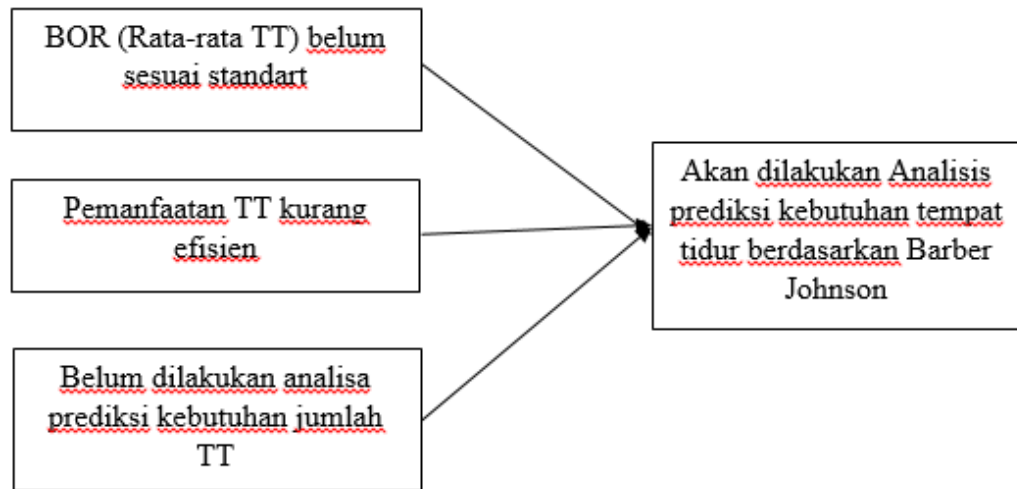 BOR (Rata-rata TT) belum
sesuai standart
Pemanfaatan TT kurang
efisien
Belum dilakukan analisa
prediksi kebutuhan jumlah
TT
Akan dilakukan Analisis
prediksi kebutuhan tempat
tidur berdasarkan Barber
Johnson